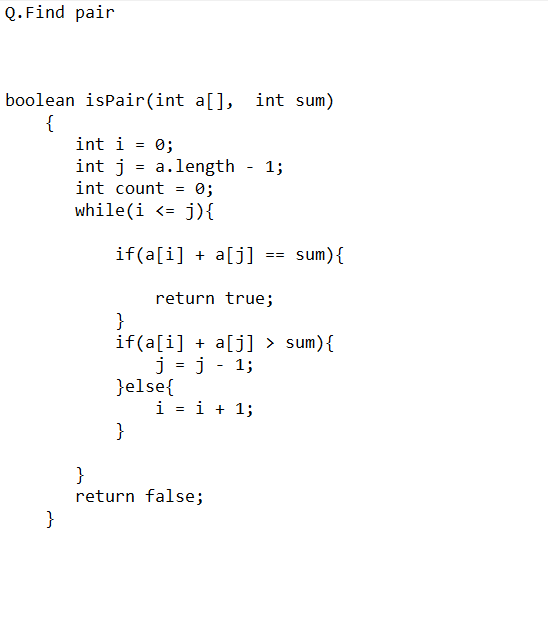 Q.Find pair
boolean isPair(int a[],  int sum)
    {
       int i = 0;
       int j = a.length - 1;
       int count = 0;
       while(i <= j){
           if(a[i] + a[j] == sum){
               return true;
           }
           if(a[i] + a[j] > sum){
               j = j - 1;
           }else{
               i = i + 1;
           }
       }
       return false;
    }